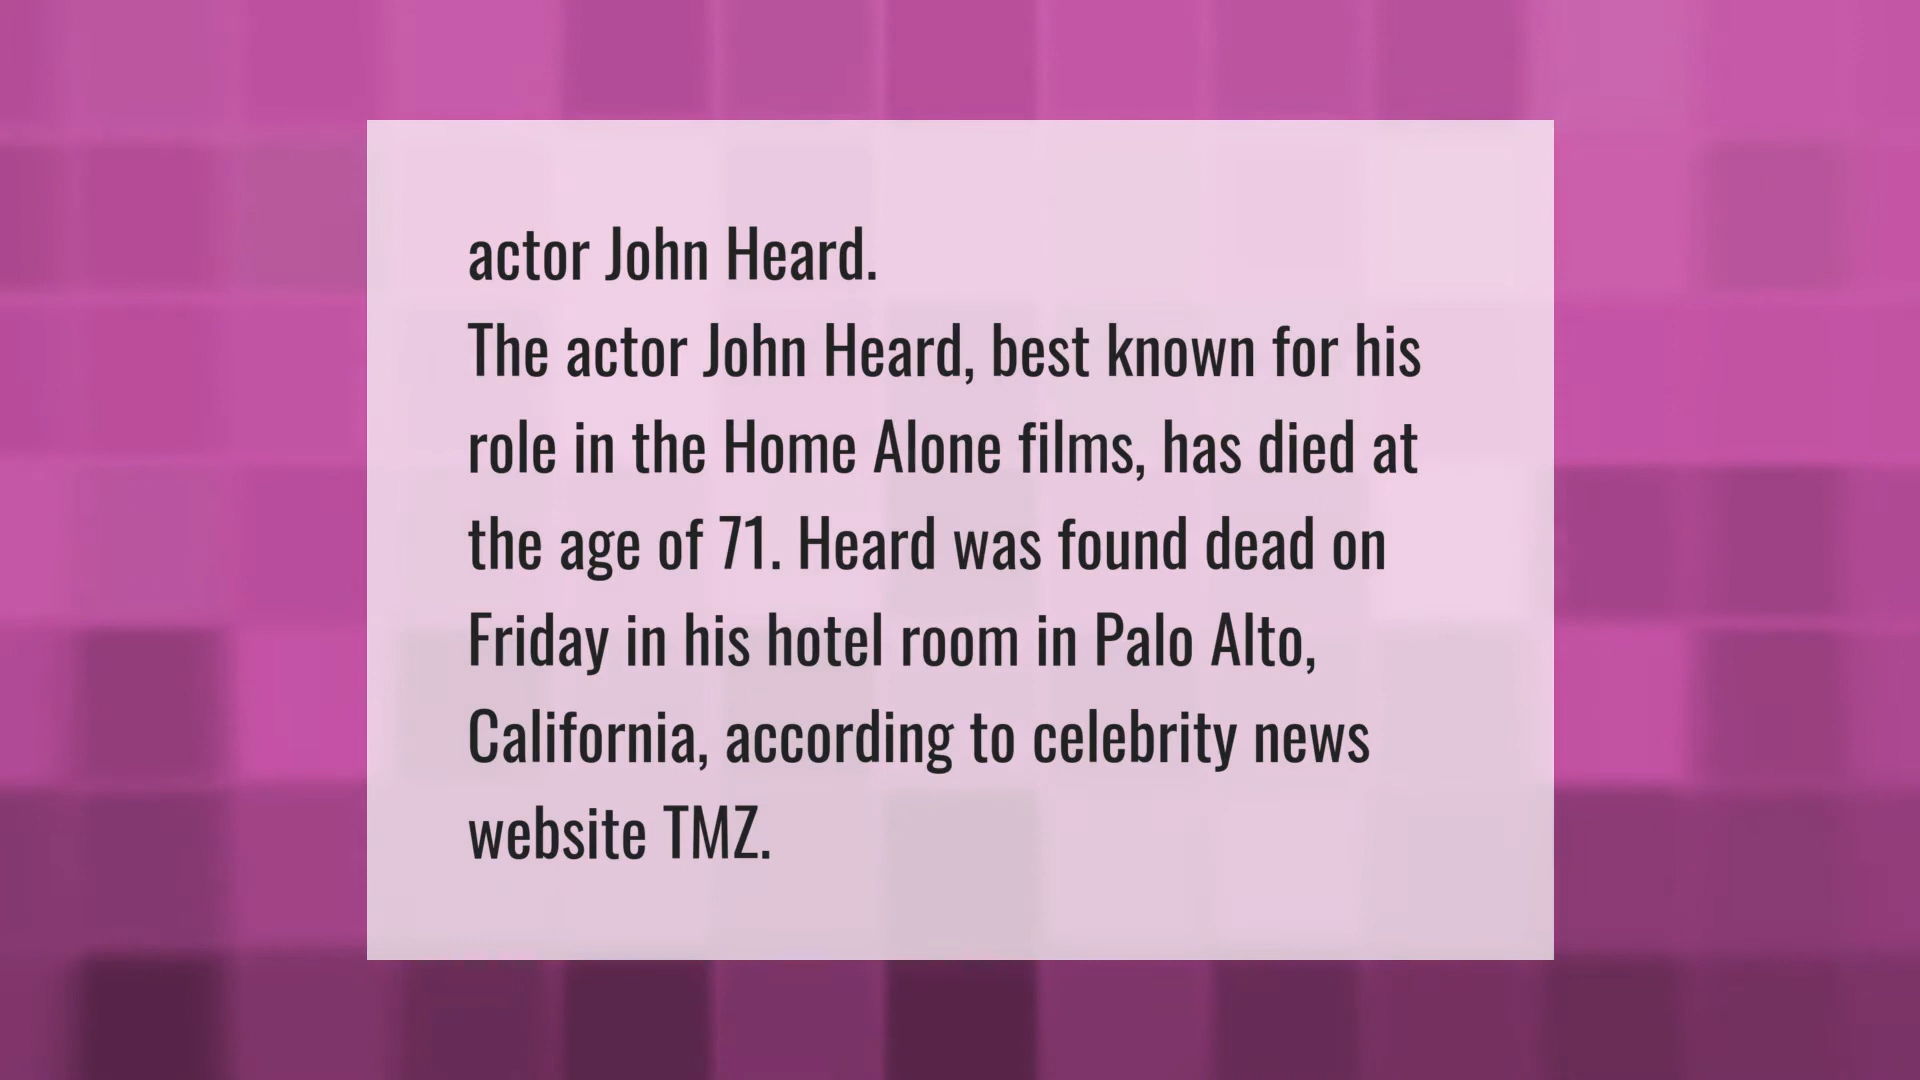 actor John Heard.
The actor John Heard, best known for his
role in the Home Alone films, has died at
the age of 71. Heard was found dead on
Friday in his hotel room in Palo Alto,
California, according to celebrity news
website TMZ.